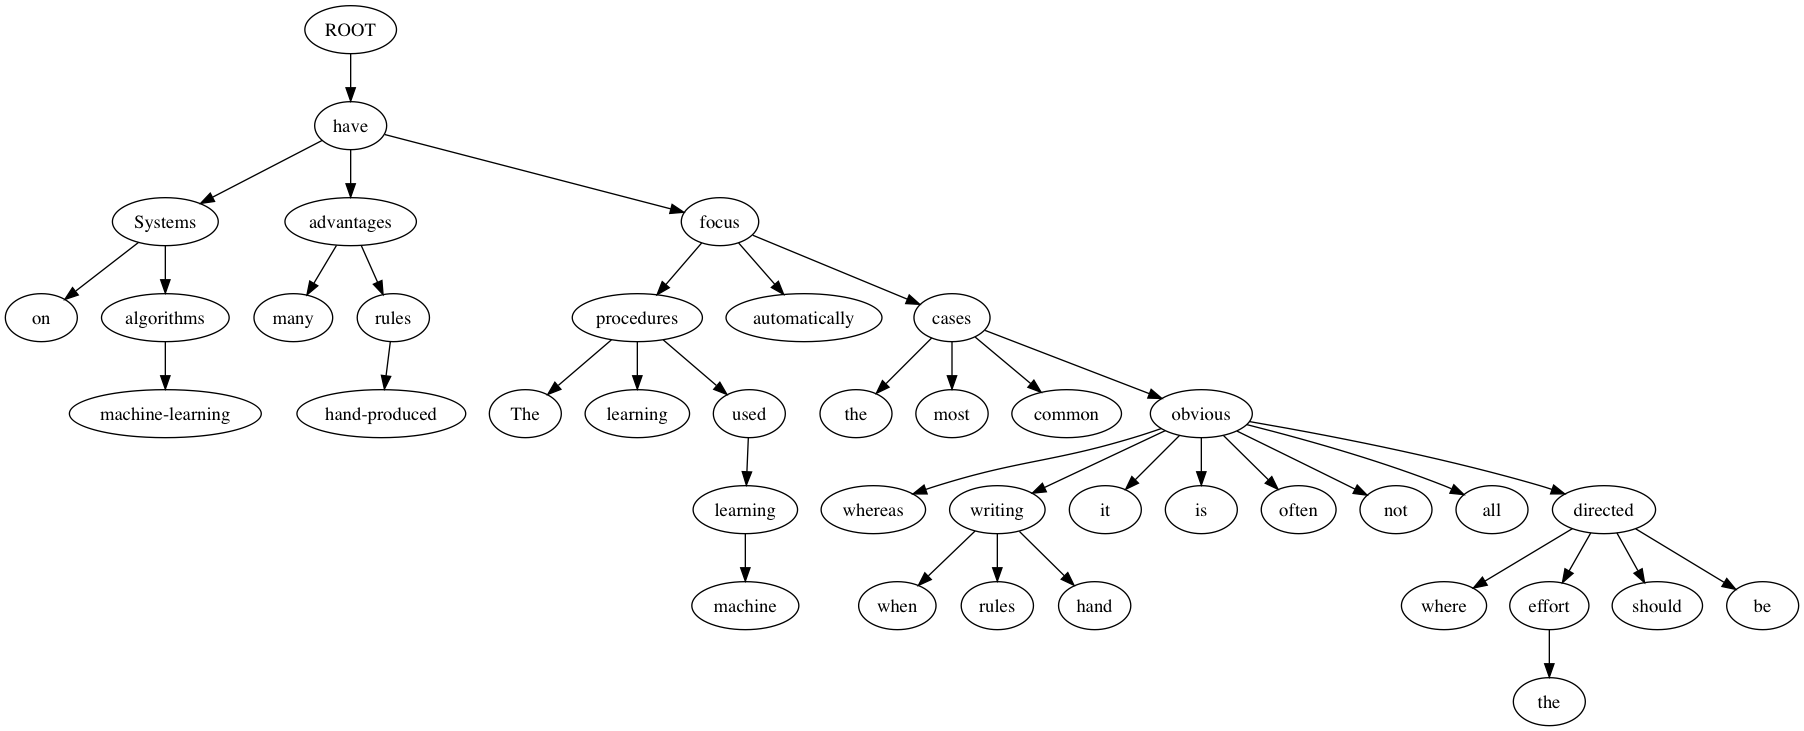 ROOT
have
Systems advantages focus
on algorithms many rules procedures automatically cases
machine-learning hand-produced The learning used the most common obvious
learning whereas writing it is often not all directed
machine when rules hand where effort should be
the